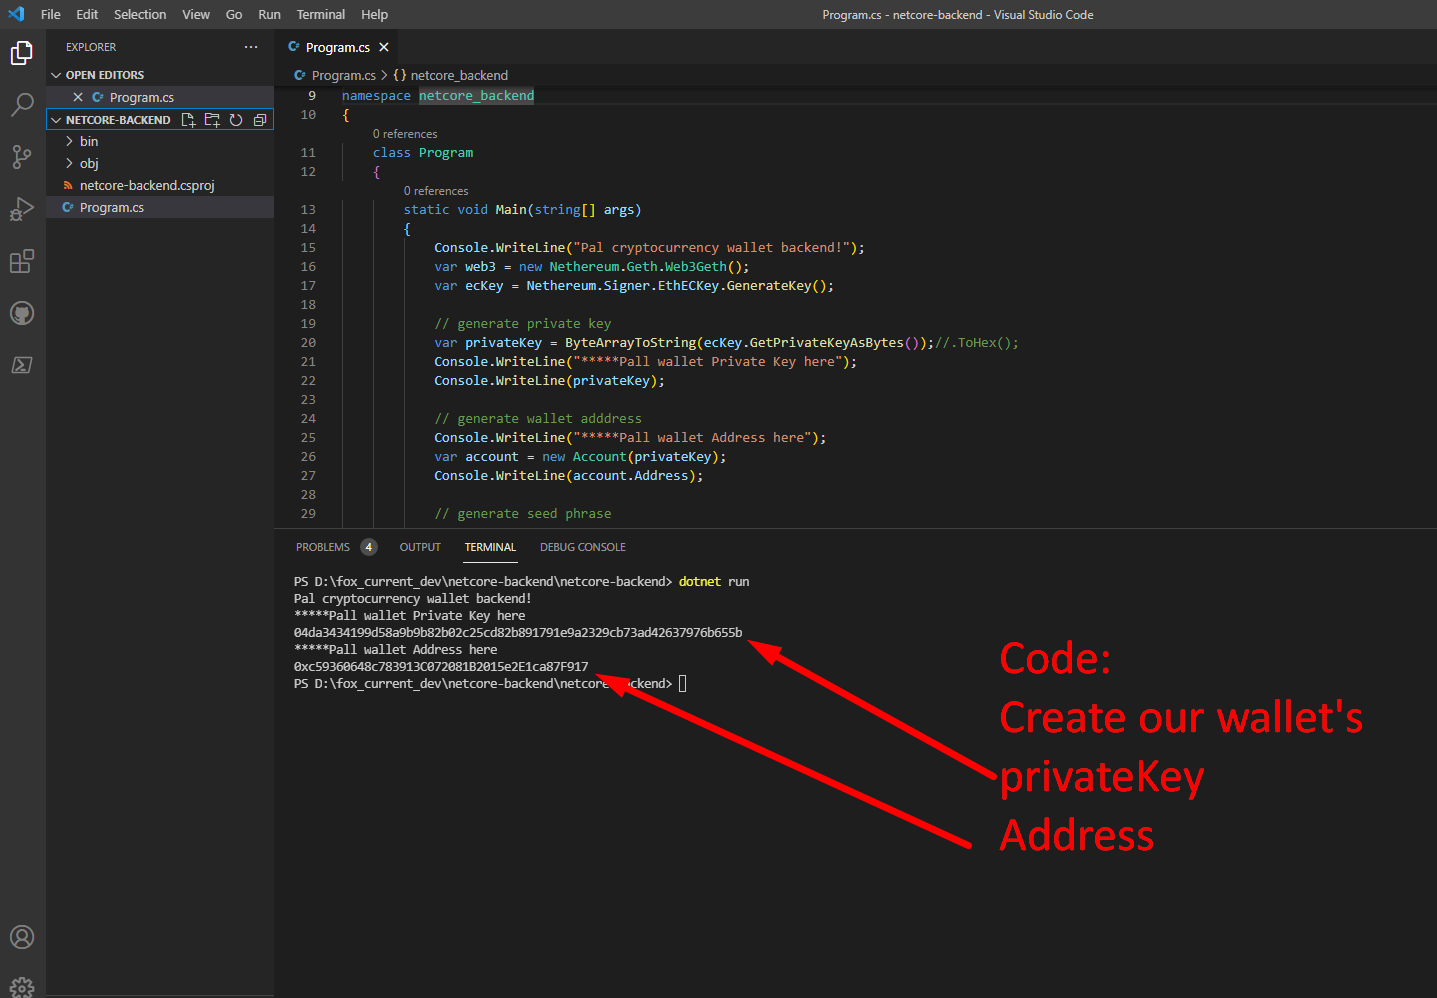 File Edit Selection View Go Run Terminal Help
Program.cs - netcore-backend - Visual Studio Code
EXPLORER ...
OPEN EDITORS
Program.cs
NETCORE-BACKEND
bin
obj
netcore-backend.csproj
Program.cs
Program.cs
Program.cs > {} netcore_backend
9 namespace netcore_backend
10 {
0 references
11 class Program
12 {
0 references
13 static void Main(string[] args)
14 {
15 Console.WriteLine("Pal cryptocurrency wallet backend!");
16 var web3 = new Nethereum.Geth.Web3Geth();
17 var ecKey = Nethereum.Signer.EthECKey.GenerateKey();
18
19 // generate private key
20 var privateKey = ByteArrayToString(ecKey.GetPrivateKeyAsBytes());//.ToHex();
21 Console.WriteLine("*****Pall wallet Private Key here");
22 Console.WriteLine(privateKey);
23
24 // generate wallet adddress
25 Console.WriteLine("*****Pall wallet Address here");
26 var account = new Account(privateKey);
27 Console.WriteLine(account.Address);
28
29 // generate seed phrase
PROBLEMS 4 OUTPUT TERMINAL DEBUG CONSOLE
PS D:\fox_current_dev\netcore-backend\netcore-backend> dotnet run
Pal cryptocurrency wallet backend!
*****Pall wallet Private Key here
04da3434199d58a9b9b82b02c25cd82b891791e9a2329cb73ad42637976b655b
*****Pall wallet Address here
0xc59360648c783913C072081B2015e2E1ca87F917
PS D:\fox_current_dev\netcore-backend\netcore-backend>
Code:
Create our wallet's
privateKey
Address